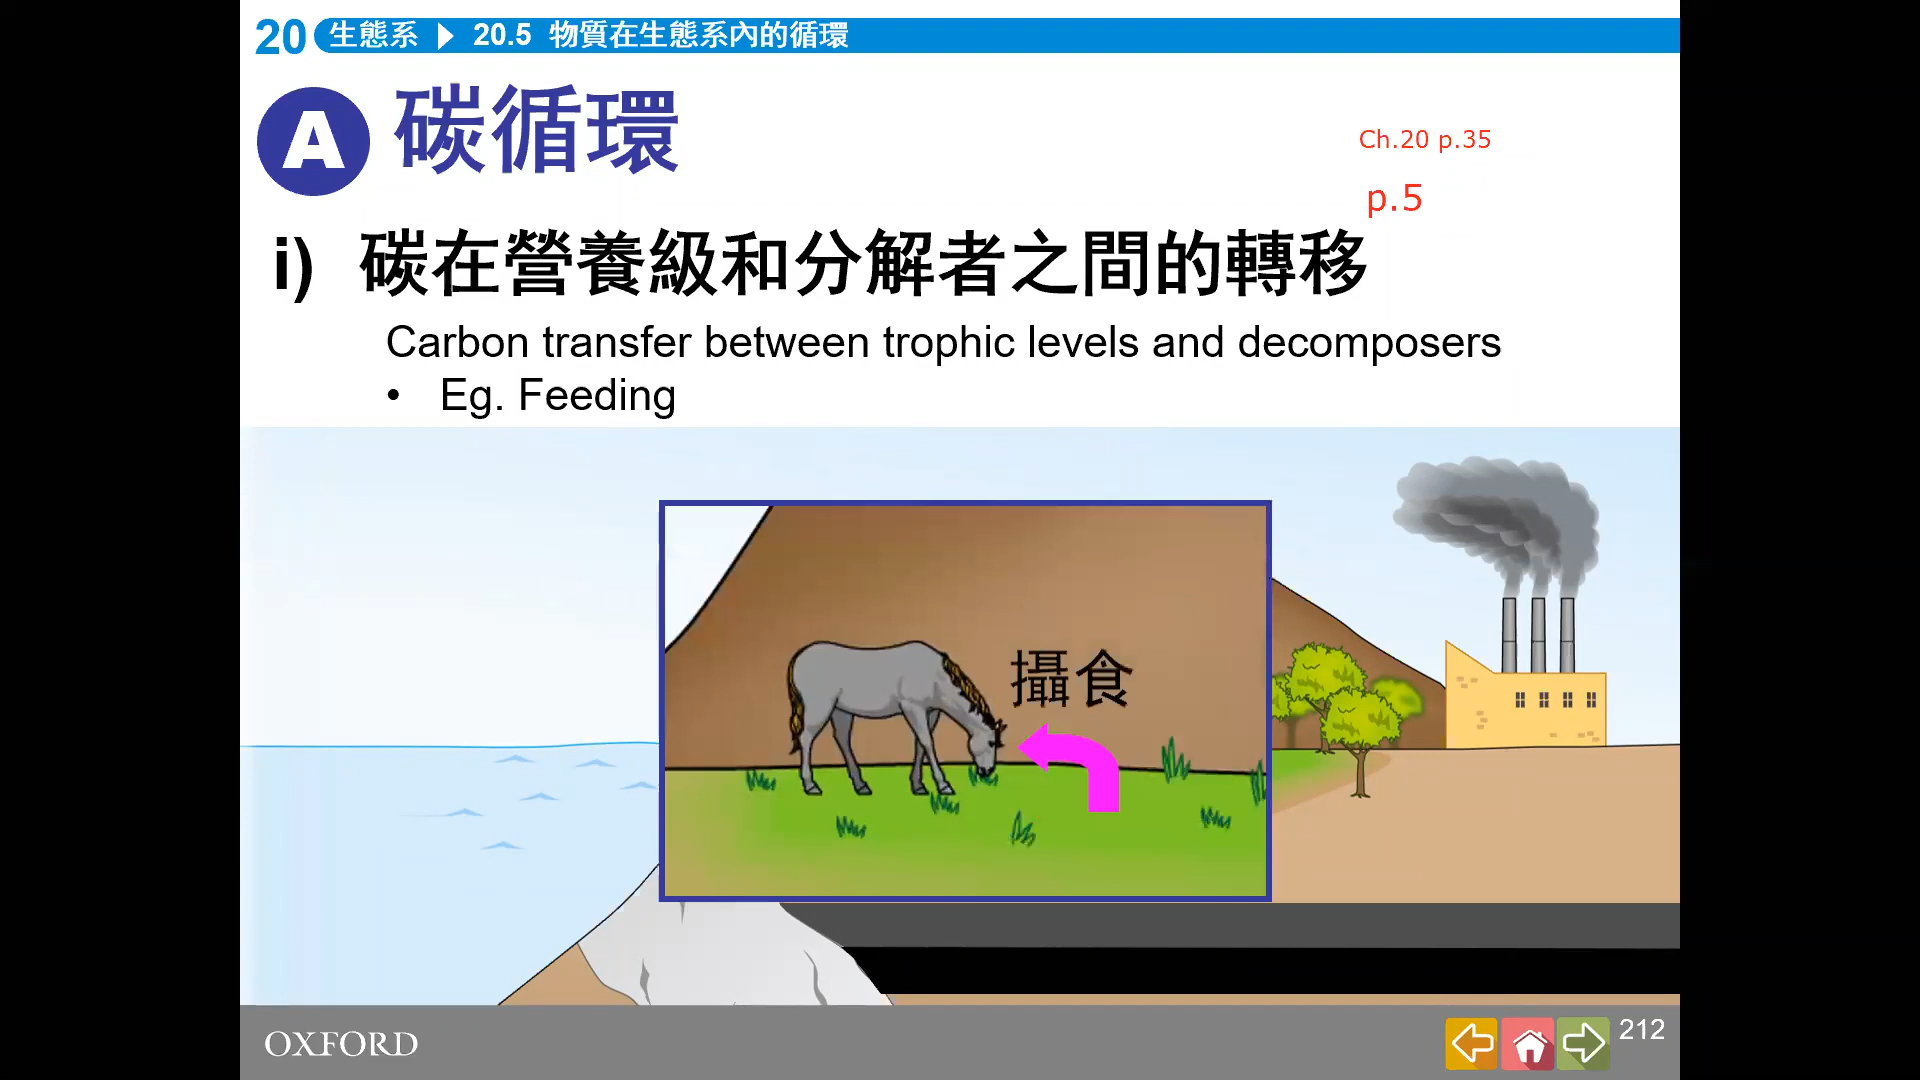 20 生態系 ▶ 20.5 物質在生態系內的循環
A 碳循環
Ch.20 p.35
p.5
i) 碳在營養級和分解者之間的轉移
Carbon transfer between trophic levels and decomposers
• Eg. Feeding
攝食
OXFORD
212